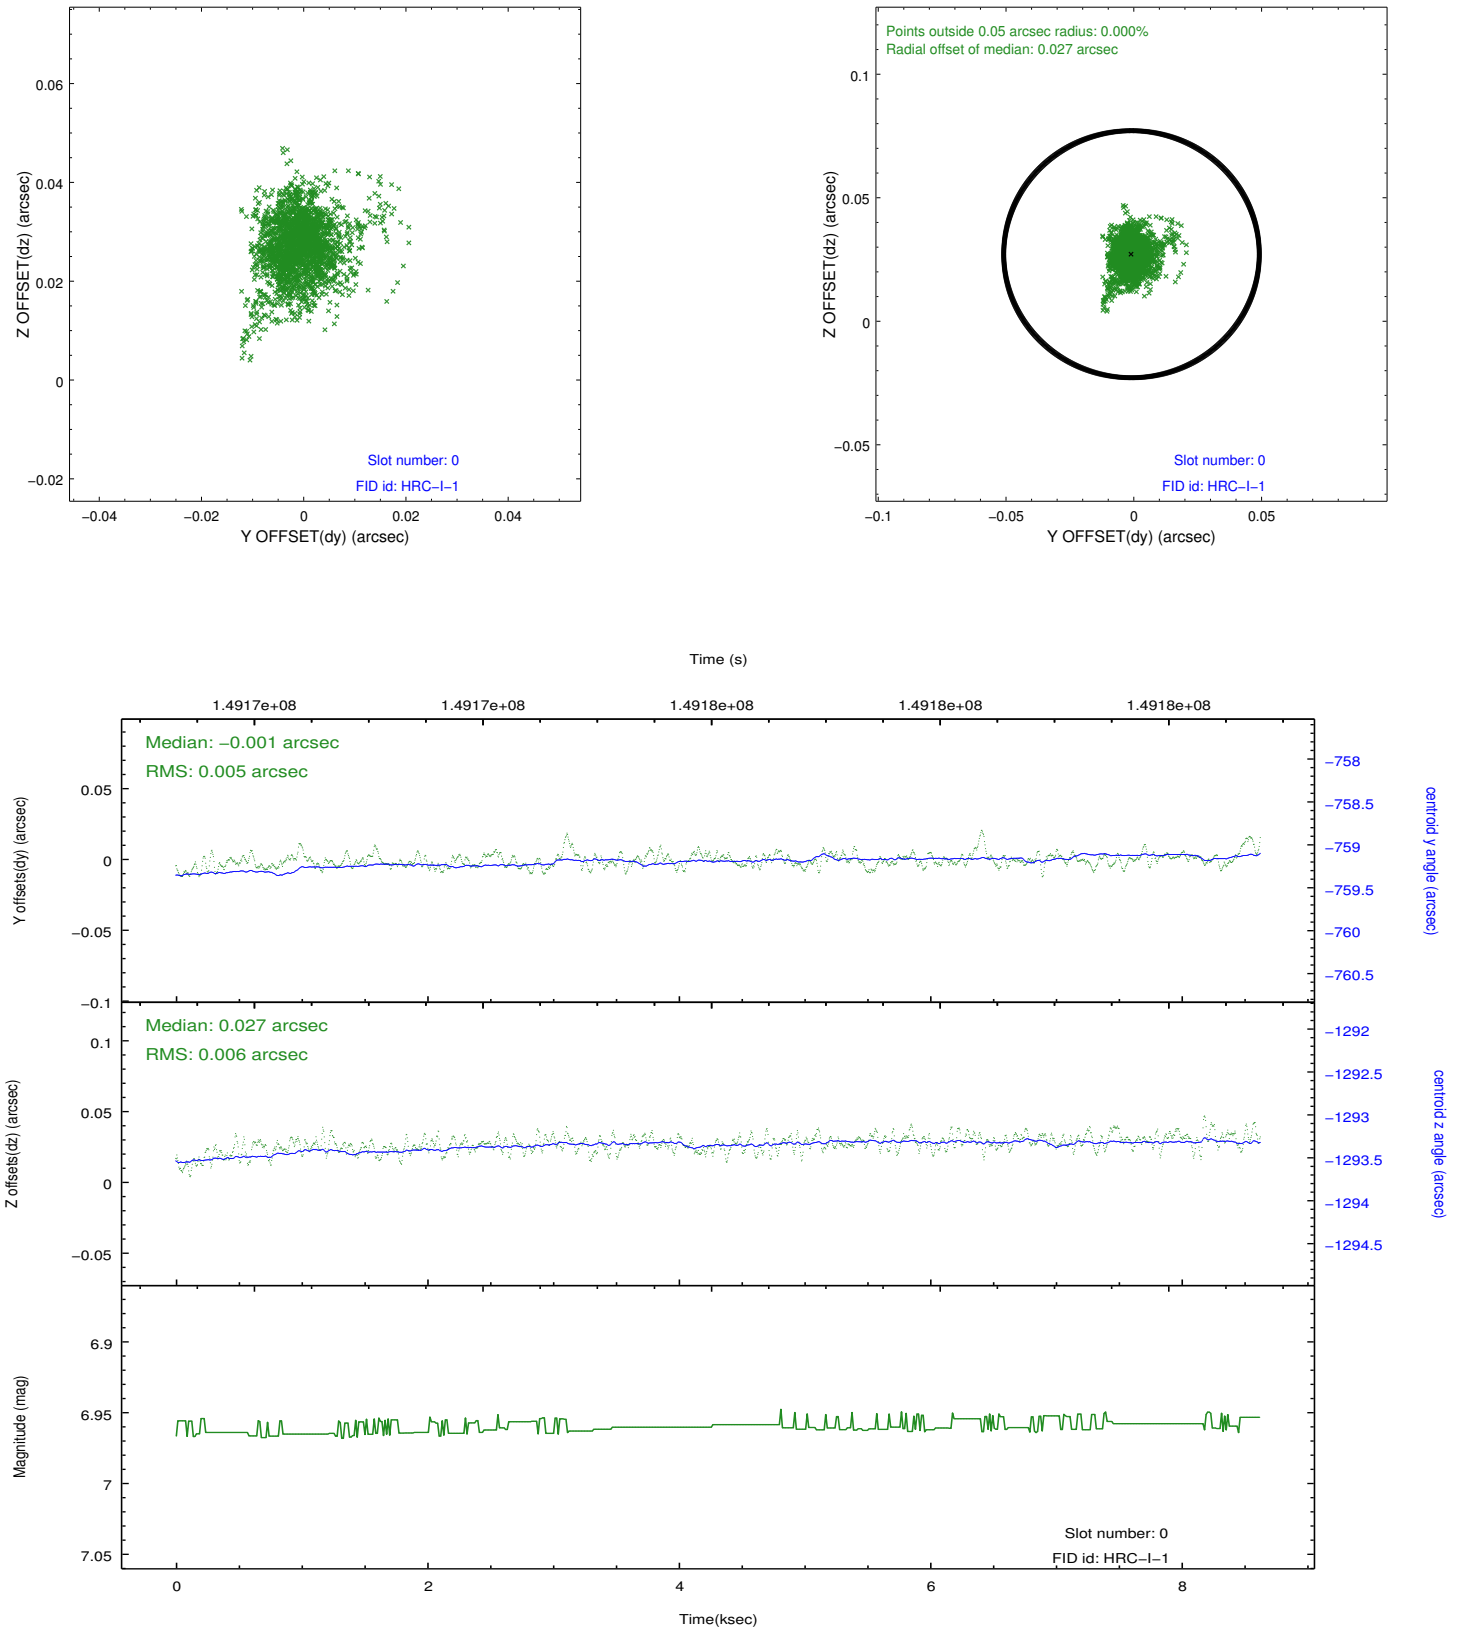 0.06
0.04
0.02
0
−0.02
Z OFFSET(dz) (arcsec)
−0.04
−0.02
0
0.02
0.04
Y OFFSET(dy) (arcsec)
Slot number: 0
FID id: HRC−I−1
Points outside 0.05 arcsec radius: 0.000%
Radial offset of median: 0.027 arcsec
0.1
0.05
0
−0.05
Z OFFSET(dz) (arcsec)
−0.1
−0.05
0
0.05
Y OFFSET(dy) (arcsec)
Slot number: 0
FID id: HRC−I−1
Time (s)
1.4917e+08
1.4917e+08
1.4918e+08
1.4918e+08
1.4918e+08
Median: −0.001 arcsec
RMS: 0.005 arcsec
0.05
0
−0.05
−0.1
Y offsets(dy) (arcsec)
−758
−758.5
−759
−759.5
−760
−760.5
centroid y angle (arcsec)
Median: 0.027 arcsec
RMS: 0.006 arcsec
0.1
0.05
0
−0.05
Z offsets(dz) (arcsec)
−1292
−1292.5
−1293
−1293.5
−1294
−1294.5
centroid z angle (arcsec)
6.9
6.95
7
7.05
Magnitude (mag)
Slot number: 0
FID id: HRC−I−1
0
2
4
6
8
Time(ksec)